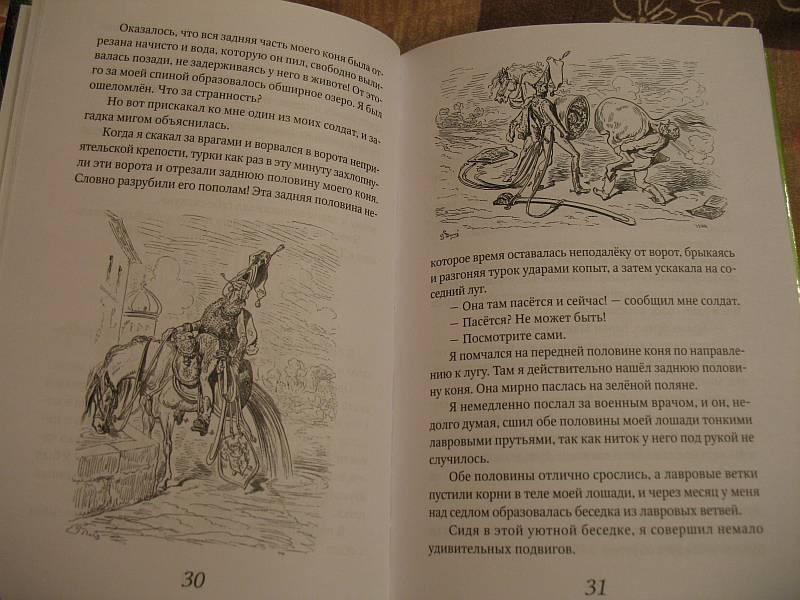 Оказалось, что вся задняя часть моего коня была от-
резана начисто и вода, которую он пил, свободно выли-
валась позади, не задерживаясь у него в животе! От это-
го за моей спиной образовалось обширное озеро. Я был
ошеломлён. Что за странность?
Но вот прискакал ко мне один из моих солдат, и за-
гадка мигом объяснилась.
Когда я скакал за врагами и ворвался в ворота непри-
ятельской крепости, турки как раз в эту минуту захлопну-
ли эти ворота и отрезали заднюю половину моего коня.
Словно разрубили его пополам! Эта задняя половина не-
30
которое время оставалась неподалёку от ворот, брыкаясь
и разгоняя турок ударами копыт, а затем ускакала на со-
седний луг.
— Она там пасётся и сейчас! — сообщил мне солдат.
— Пасётся? Не может быть!
— Посмотрите сами.
Я помчался на передней половине коня по направле-
нию к лугу. Там я действительно нашёл заднюю полови-
ну коня. Она мирно паслась на зелёной поляне.
Я немедленно послал за военным врачом, и он, не-
долго думая, сшил обе половины моей лошади тонкими
лавровыми прутьями, так как ниток у него под рукой не
случилось.
Обе половины отлично срослись, а лавровые ветки
пустили корни в теле моей лошади, и через месяц у меня
над седлом образовалась беседка из лавровых ветвей.
Сидя в этой уютной беседке, я совершил немало
удивительных подвигов.
31